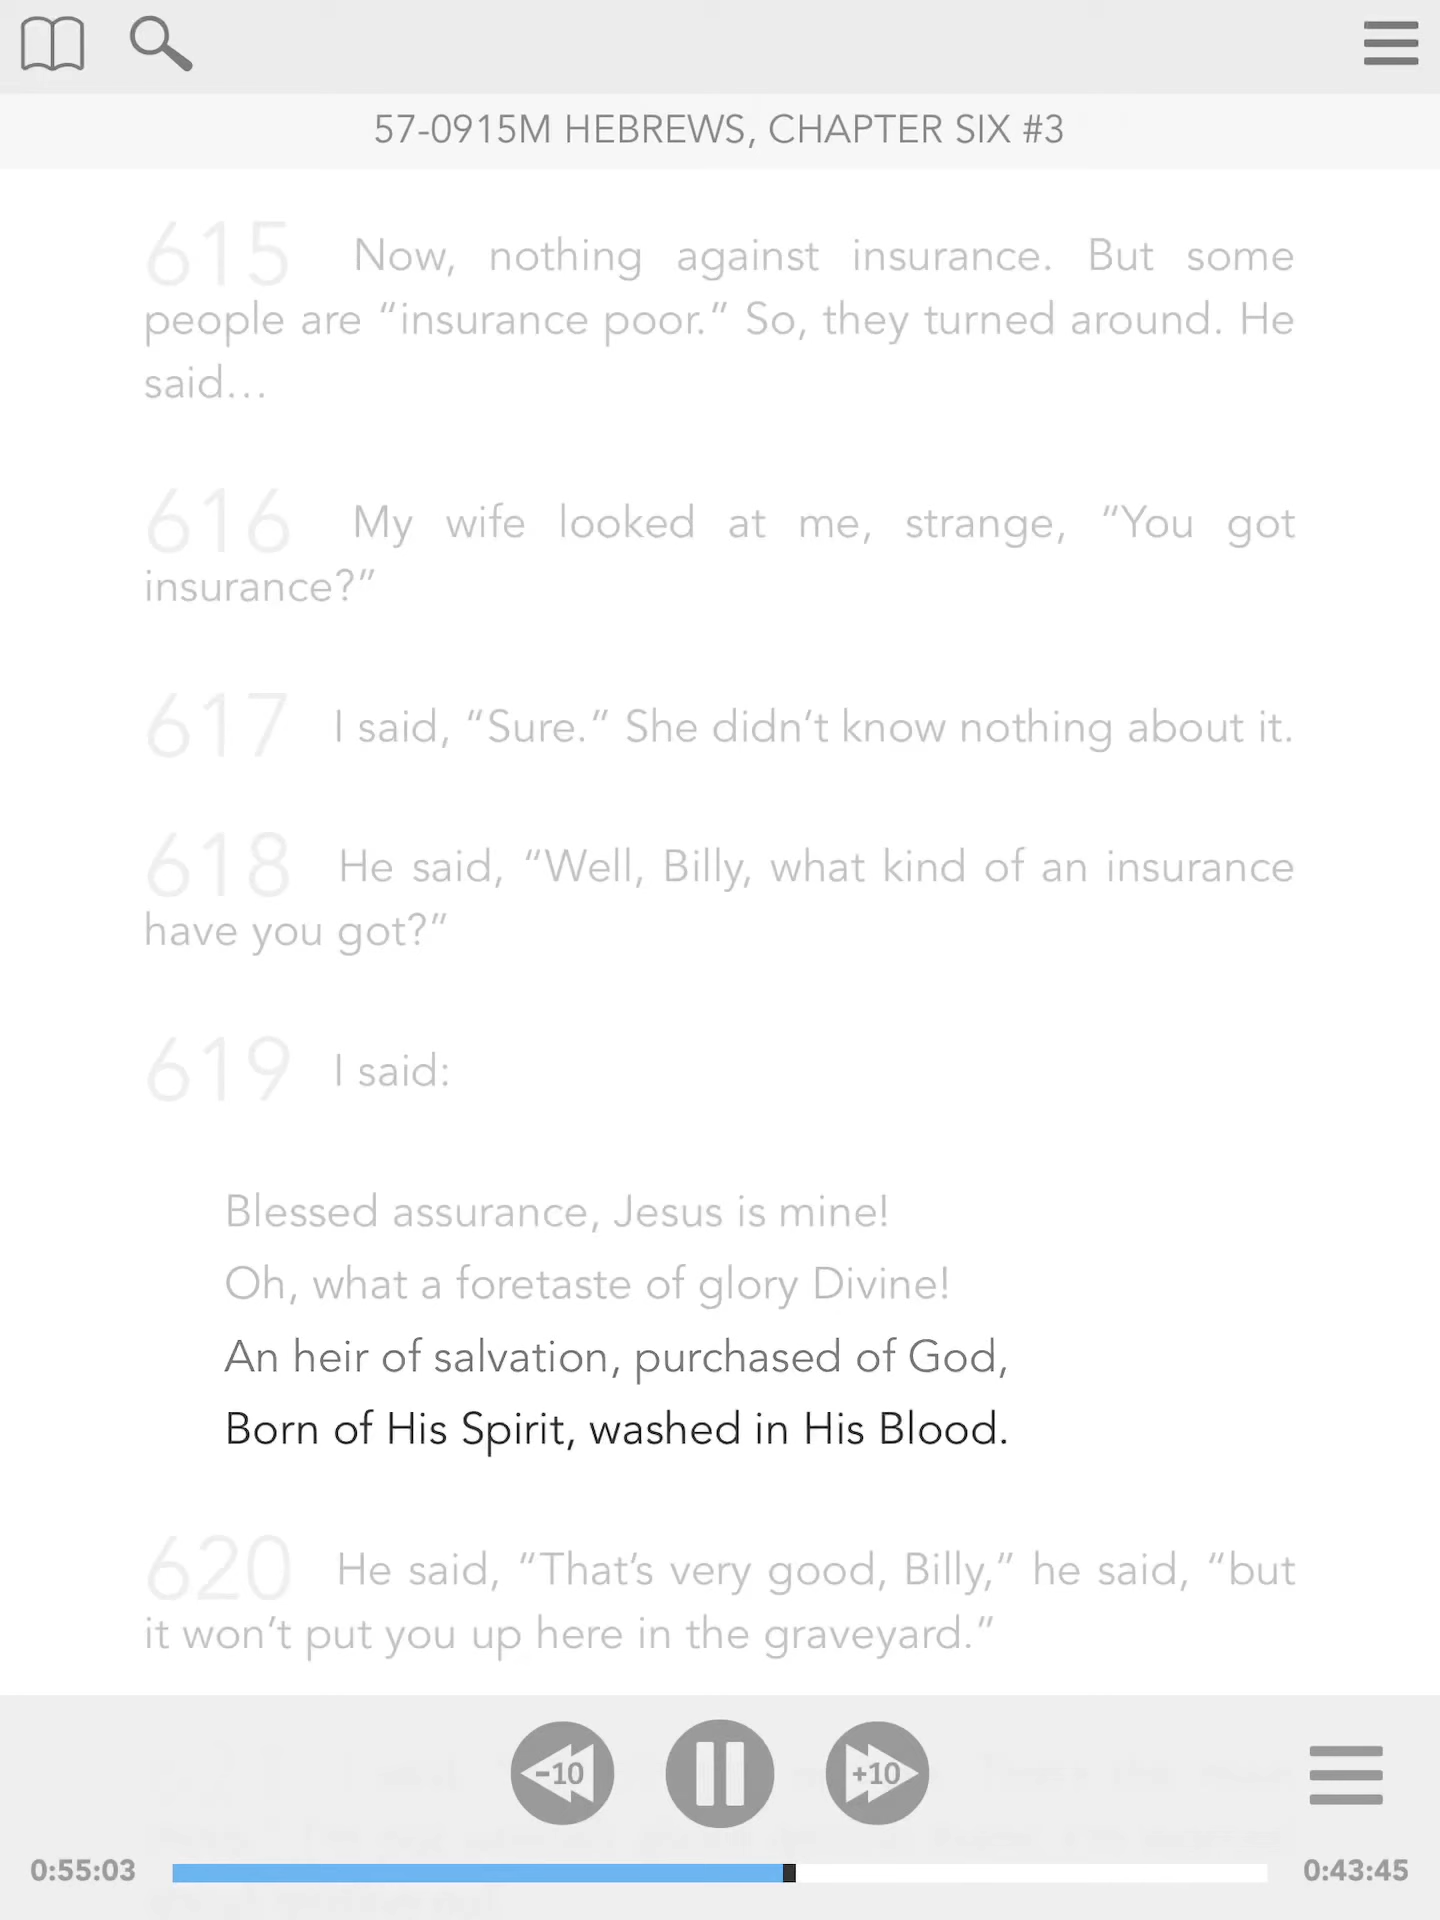 57-0915M HEBREWS, CHAPTER SIX #3
615 Now, nothing against insurance. But some
people are “insurance poor.” So, they turned around. He
said…
616 My wife looked at me, strange, “You got
insurance?”
617 I said, “Sure.” She didn’t know nothing about it.
618 He said, “Well, Billy, what kind of an insurance
have you got?”
619 I said:
Blessed assurance, Jesus is mine!
Oh, what a foretaste of glory Divine!
An heir of salvation, purchased of God,
Born of His Spirit, washed in His Blood.
620 He said, “That’s very good, Billy,” he said, “but
it won’t put you up here in the graveyard.”
-10 +10
0:55:03 0:43:45